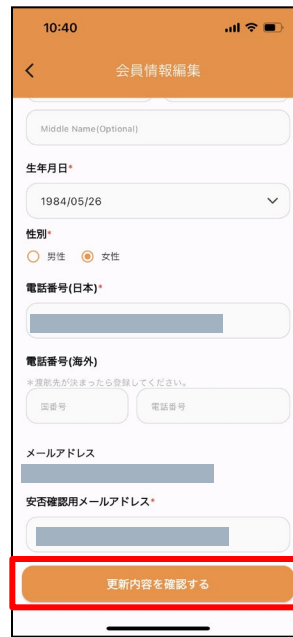 10:40
会員情報編集
Middle Name(Optional)
生年月日*
1984/05/26
性別*
男性 女性
電話番号(日本)*
電話番号(海外)
*渡航先が決まったら登録してください。
国番号 電話番号
メールアドレス
安否確認用メールアドレス*
更新内容を確認する